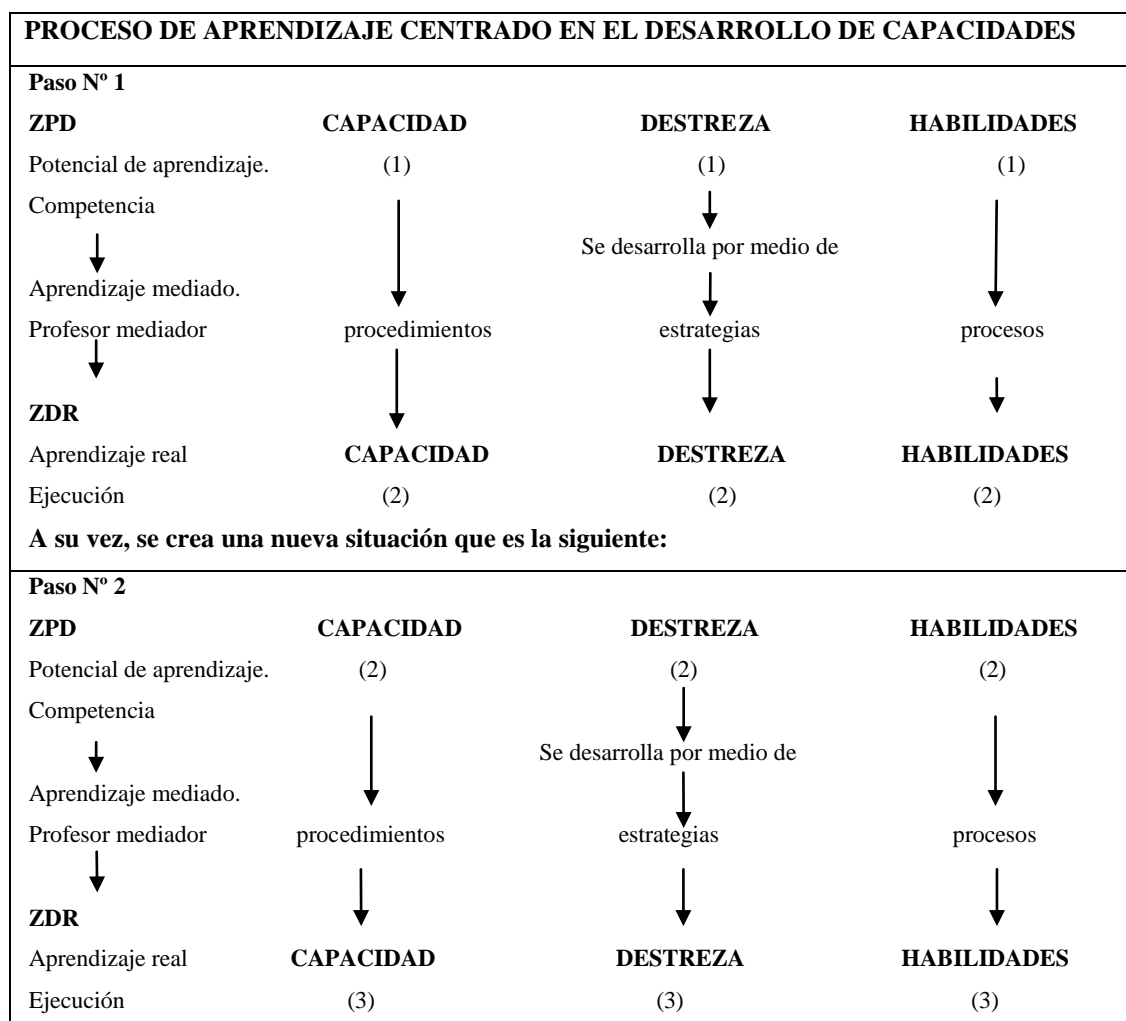 PROCESO DE APRENDIZAJE CENTRADO EN EL DESARROLLO DE CAPACIDADES
Paso Nº 1
ZPD CAPACIDAD DESTREZA HABILIDADES
Potencial de aprendizaje. (1) (1) (1)
Competencia
Se desarrolla por medio de
Aprendizaje mediado.
Profesor mediador procedimientos estrategias procesos
ZDR
Aprendizaje real CAPACIDAD DESTREZA HABILIDADES
Ejecución (2) (2) (2)
A su vez, se crea una nueva situación que es la siguiente:
Paso Nº 2
ZPD CAPACIDAD DESTREZA HABILIDADES
Potencial de aprendizaje. (2) (2) (2)
Competencia
Se desarrolla por medio de
Aprendizaje mediado.
Profesor mediador procedimientos estrategias procesos
ZDR
Aprendizaje real CAPACIDAD DESTREZA HABILIDADES
Ejecución (3) (3) (3)